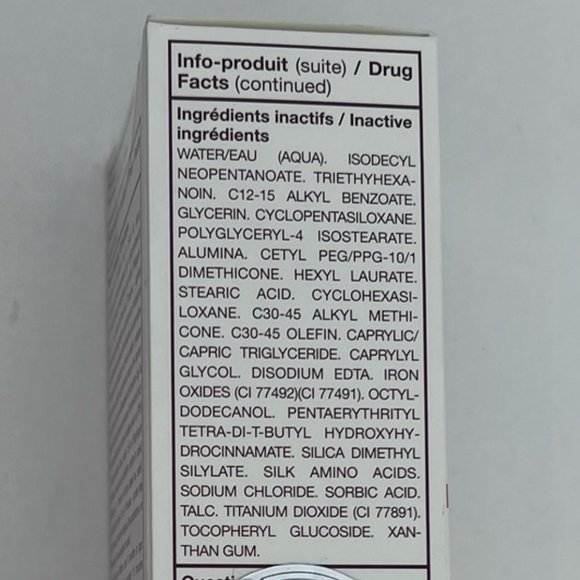 Info-produit (suite) / Drug
Facts (continued)
Ingrédients inactifs / Inactive
ingrédients
WATER/EAU (AQUA). ISODECYL
NEOPENTANOATE. TRIETHYHEXA-
NOIN. C12-15 ALKYL BENZOATE.
GLYCERIN. CYCLOPENTASILOXANE.
POLYGLYCERYL-4 ISOSTEARATE.
ALUMINA. CETYL PEG/PPG-10/1
DIMETHICONE. HEXYL LAURATE.
STEARIC ACID. CYCLOHEXASI-
LOXANE. C30-45 ALKYL METHI-
CONE. C30-45 OLEFIN. CAPRYLIC/
CAPRIC TRIGLYCERIDE. CAPRYLYL
GLYCOL. DISODIUM EDTA. IRON
OXIDES (CI 77492)(CI 77491). OCTYL-
DODECANOL. PENTAERYTHRITYL
TETRA-DI-T-BUTYL HYDROXYHY-
DROCINNAMATE. SILICA DIMETHYL
SILYLATE. SILK AMINO ACIDS.
SODIUM CHLORIDE. SORBIC ACID.
TALC. TITANIUM DIOXIDE (CI 77891).
TOCOPHERYL GLUCOSIDE. XAN-
THAN GUM.